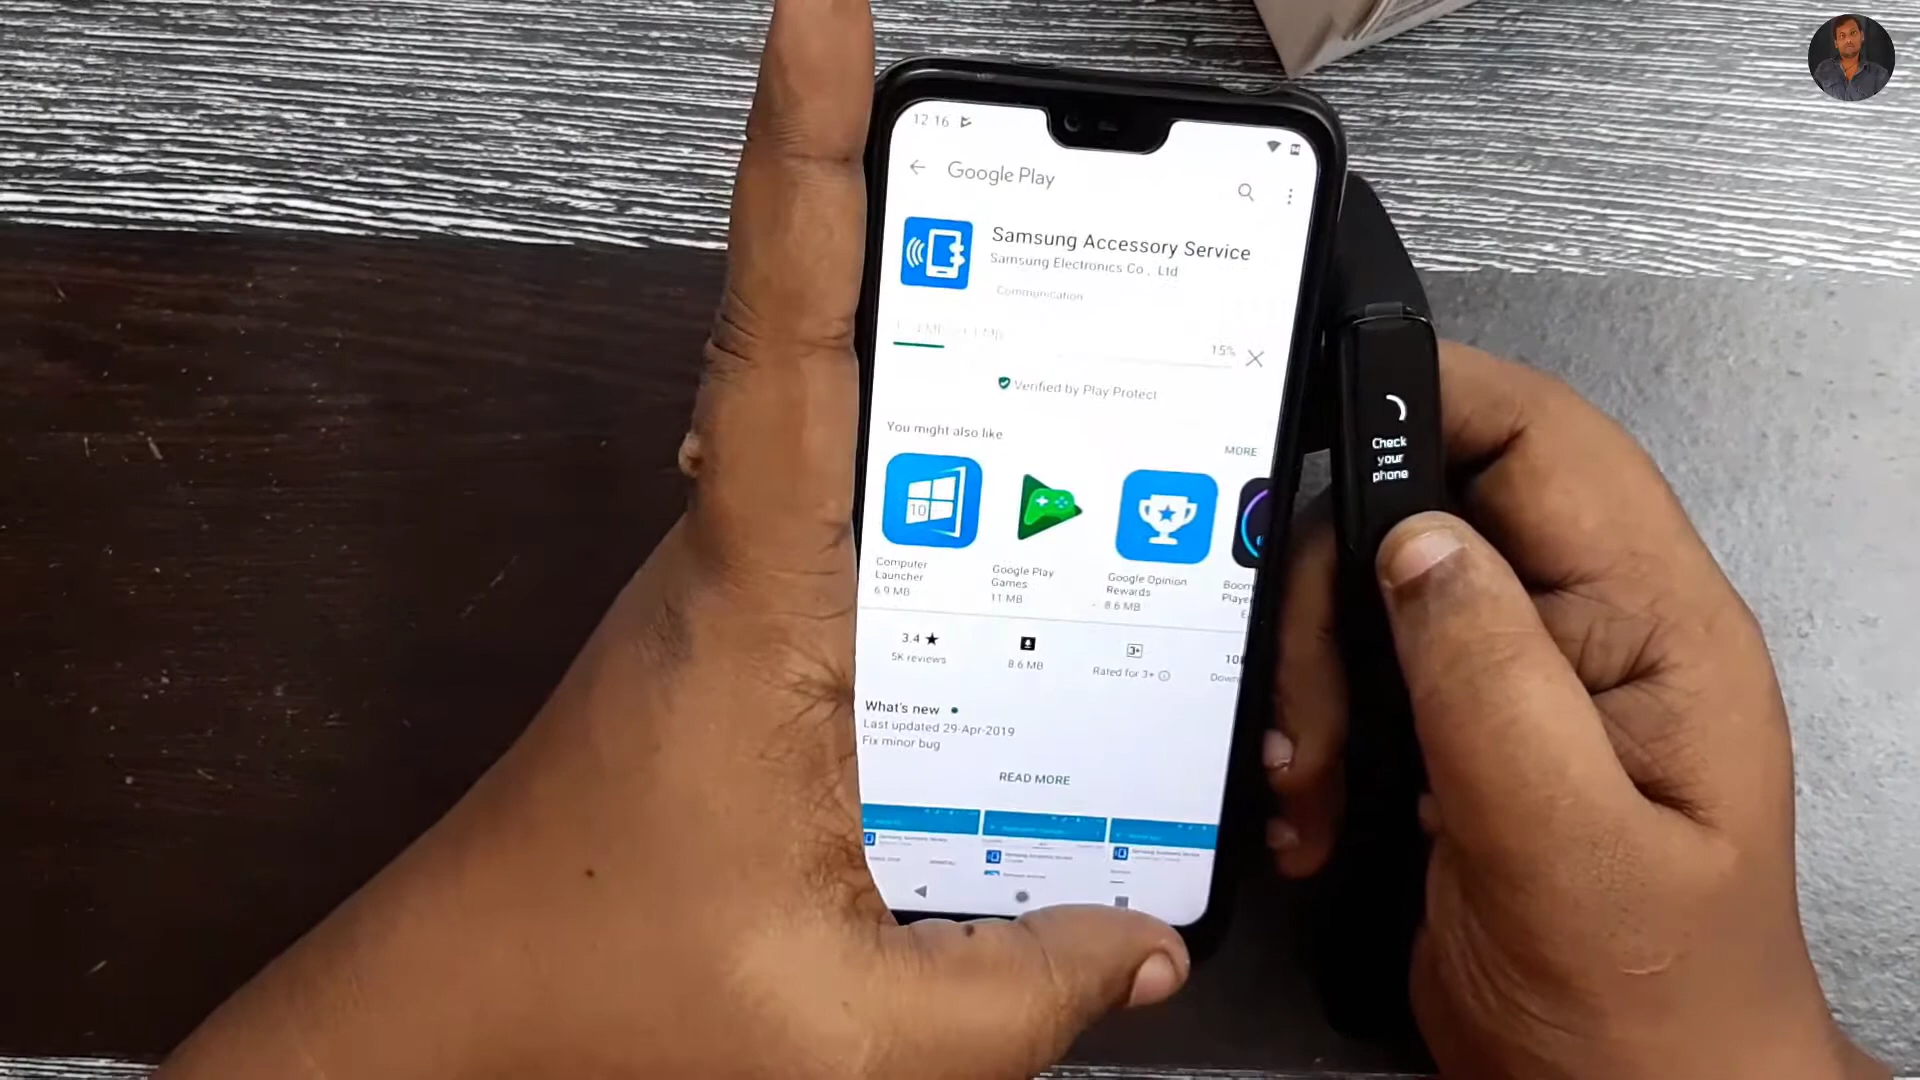 12:16
Google Play
Samsung Accessory Service
Samsung Electronics Co., Ltd
Communication
15%
Verified by Play Protect
You might also like
MORE
10
Computer
Launcher
6.9 MB
Google Play
Games
11 MB
Google Opinion
Rewards
8.6 MB
3.4 ★
5K reviews
8.6 MB
3+
Rated for 3+
What's new
Last updated 29-Apr-2019
Fix minor bug
READ MORE
Check
your
phone